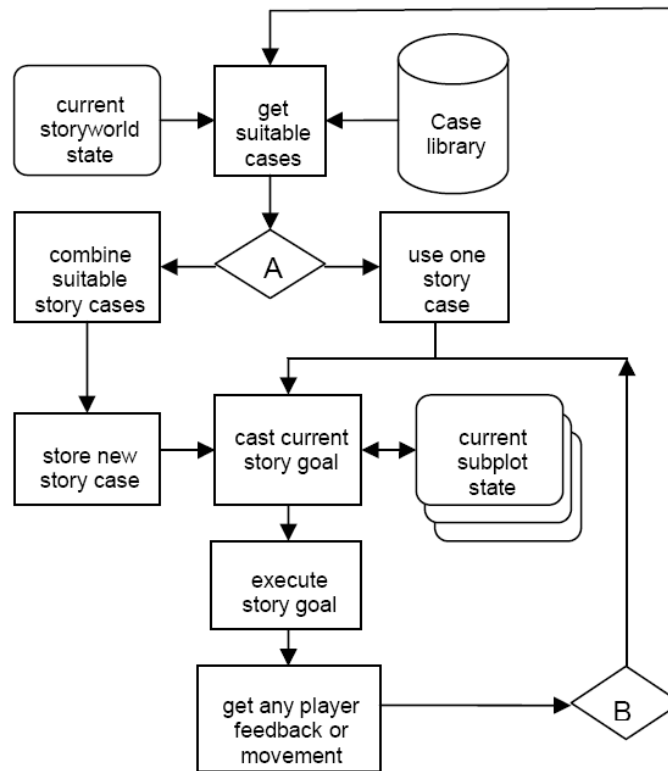 current
storyworld
state
get
suitable
cases
Case
library
combine
suitable
story cases
A
use one
story
case
store new
story case
cast current
story goal
current
subplot
state
execute
story goal
get any player
feedback or
movement
B